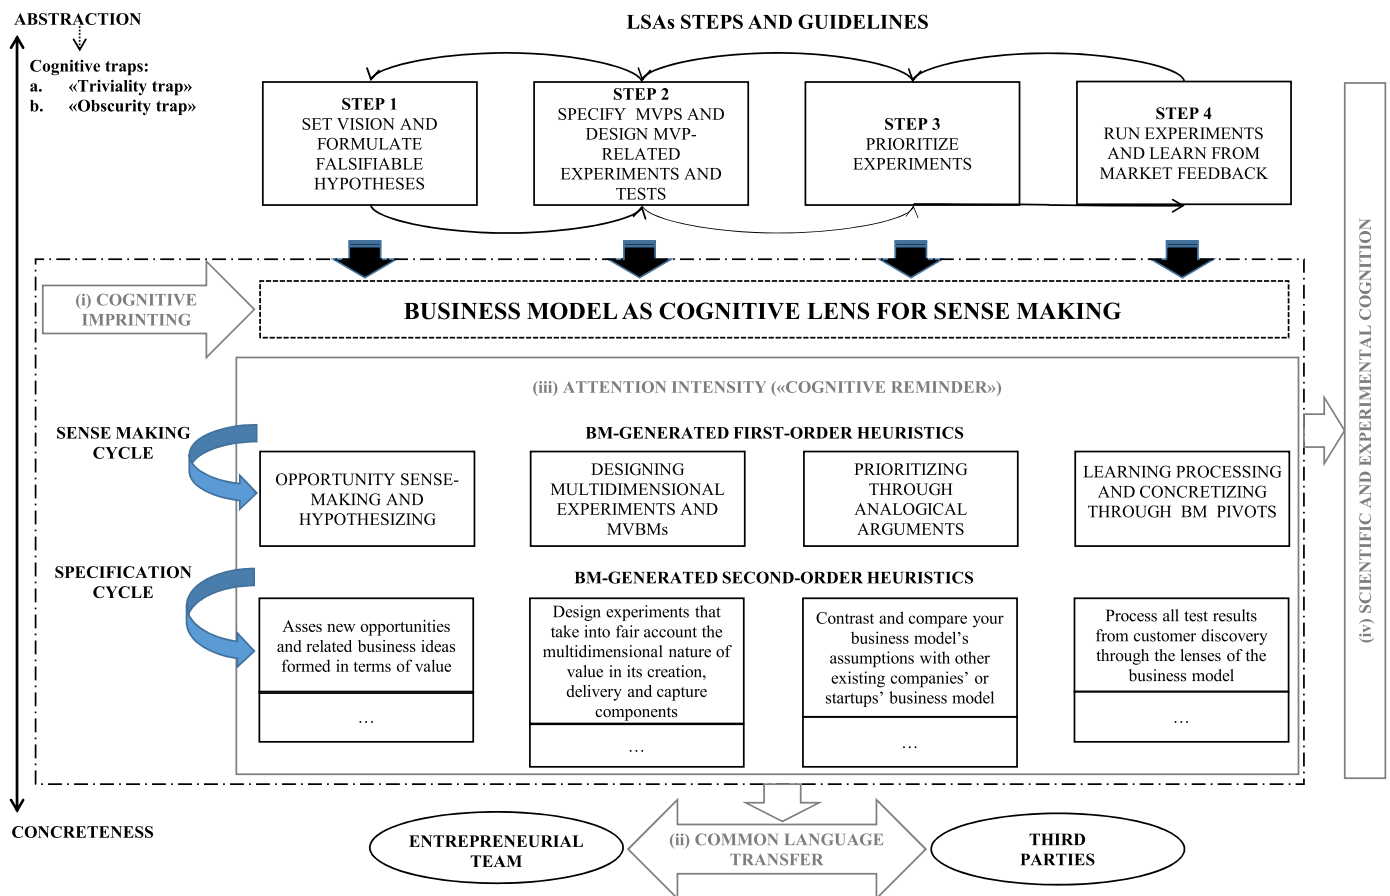 ABSTRACTION
LSAs STEPS AND GUIDELINES
Cognitive traps:
a. «Triviality trap»
b. «Obscurity trap»
STEP 1
SET VISION AND
FORMULATE
FALSIFIABLE
HYPOTHESES
STEP 2
SPECIFY MVPS AND
DESIGN MVP-
RELATED
EXPERIMENTS AND
TESTS
STEP 3
PRIORITIZE
EXPERIMENTS
STEP 4
RUN EXPERIMENTS
AND LEARN FROM
MARKET FEEDBACK
(i) COGNITIVE
IMPRINTING
BUSINESS MODEL AS COGNITIVE LENS FOR SENSE MAKING
(iii) ATTENTION INTENSITY («COGNITIVE REMINDER»)
SENSE MAKING
CYCLE
BM-GENERATED FIRST-ORDER HEURISTICS
OPPORTUNITY SENSE-
MAKING AND
HYPOTHESIZING
DESIGNING
MULTIDIMENSIONAL
EXPERIMENTS AND
MVBMs
PRIORITIZING
THROUGH
ANALOGICAL
ARGUMENTS
LEARNING PROCESSING
AND CONCRETIZING
THROUGH BM PIVOTS
SPECIFICATION
CYCLE
BM-GENERATED SECOND-ORDER HEURISTICS
Asses new opportunities
and related business ideas
formed in terms of value
…
Design experiments that
take into fair account the
multidimensional nature of
value in its creation,
delivery and capture
components
…
Contrast and compare your
business model’s
assumptions with other
existing companies’ or
startups’ business model
…
Process all test results
from customer discovery
through the lenses of the
business model
…
(iv) SCIENTIFIC AND EXPERIMENTAL COGNITION
CONCRETENESS
ENTREPRENEURIAL
TEAM
(ii) COMMON LANGUAGE
TRANSFER
THIRD
PARTIES